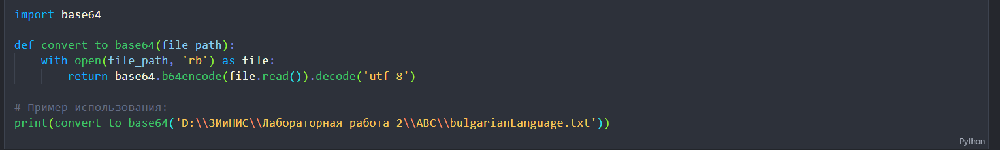 import base64
def convert_to_base64(file_path):
with open(file_path, 'rb') as file:
return base64.b64encode(file.read()).decode('utf-8')
# Пример использования:
print(convert_to_base64('D:\\ЗИиНИС\\Лабораторная работа 2\\ABC\\bulgarianLanguage.txt'))
Python